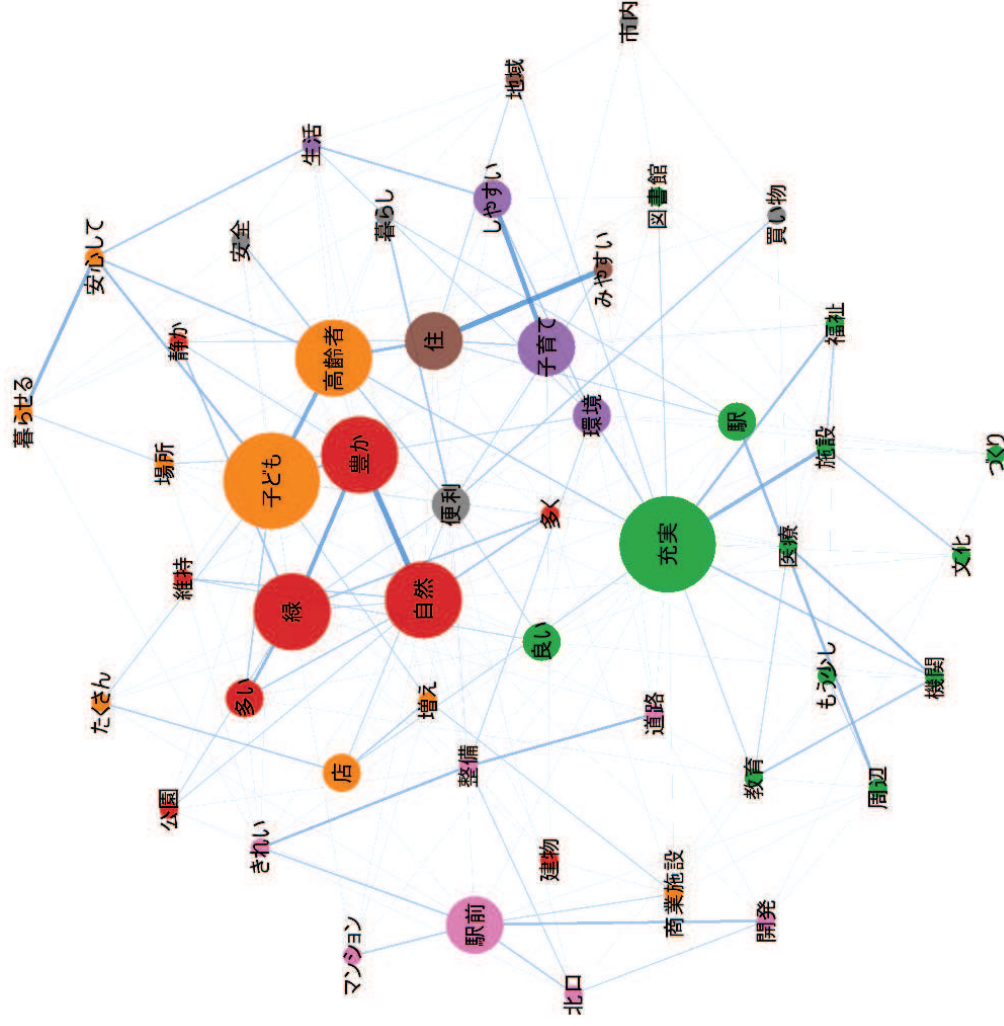 市内
地域
生活
しやすい
図書館
暮らし
買い物
安全
安心して
みやすい
福祉
静か
住
子育て
高齢者
暮らせる
環境
駅
施設
づくり
豊か
場所
子ども
便利
多く
充実
医療
文化
維持
緑
自然
良い
もう少し
機関
多い
増え
道路
たくさん
店
整備
教育
周辺
公園
きれい
建物
商業施設
開発
駅前
マンション
北口